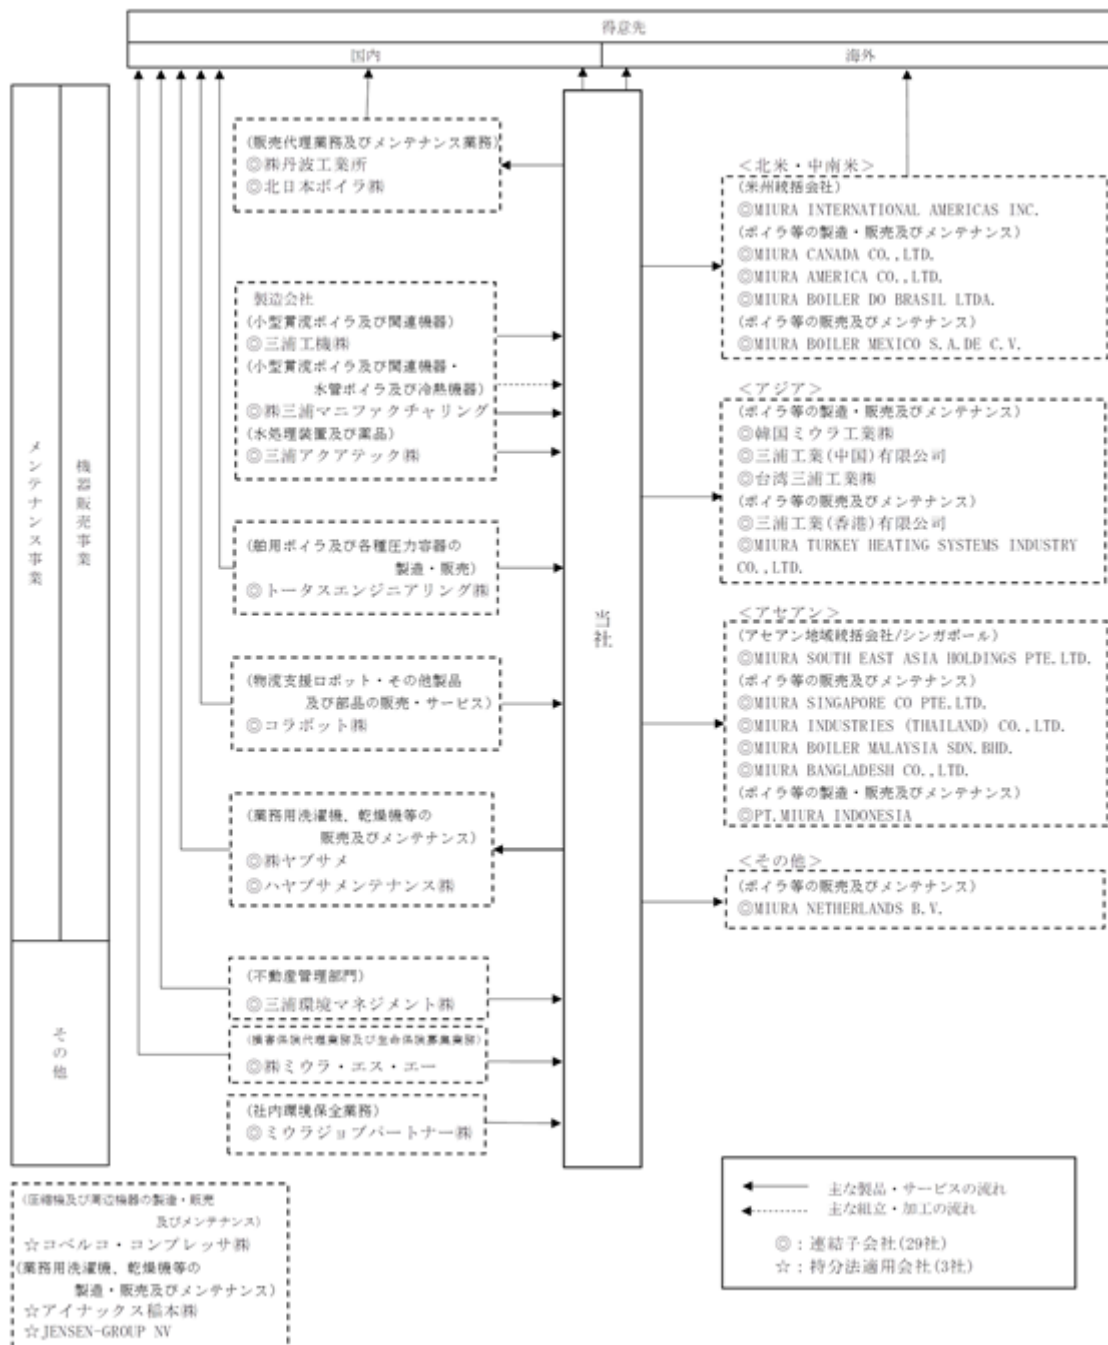 得意先
国内
海外
メンテナンス事業
機器販売事業
その他
(販売代理業務及びメンテナンス業務)
◎㈱丹波工業所
◎北日本ボイラ㈱
製造会社
(小型貫流ボイラ及び関連機器)
◎三浦工機㈱
(小型貫流ボイラ及び関連機器・
水管ボイラ及び冷熱機器)
◎㈱三浦マニファクチャリング
(水処理装置及び薬品)
◎三浦アクアテック㈱
(舶用ボイラ及び各種圧力容器の
製造・販売)
◎トータスエンジニアリング㈱
(物流支援ロボット・その他製品
及び部品の販売・サービス)
◎コラボット㈱
(業務用洗濯機、乾燥機等の
販売及びメンテナンス)
◎㈱ヤブサメ
◎ハヤブサメンテナンス㈱
(不動産管理部門)
◎三浦環境マネジメント㈱
(損害保険代理業務及び生命保険募集業務)
◎㈱ミウラ・エス・エー
(社内環境保全業務)
◎ミウラジョブパートナー㈱
当社
<北米・中南米>
(米州統括会社)
◎MIURA INTERNATIONAL AMERICAS INC.
(ボイラ等の製造・販売及びメンテナンス)
◎MIURA CANADA CO.,LTD.
◎MIURA AMERICA CO.,LTD.
◎MIURA BOILER DO BRASIL LTDA.
(ボイラ等の販売及びメンテナンス)
◎MIURA BOILER MEXICO S.A.DE C.V.
<アジア>
(ボイラ等の製造・販売及びメンテナンス)
◎韓国ミウラ工業㈱
◎三浦工業(中国)有限公司
◎台湾三浦工業㈱
(ボイラ等の販売及びメンテナンス)
◎三浦工業(香港)有限公司
◎MIURA TURKEY HEATING SYSTEMS INDUSTRY
CO.,LTD.
<アセアン>
(アセアン地域統括会社/シンガポール)
◎MIURA SOUTH EAST ASIA HOLDINGS PTE.LTD.
(ボイラ等の販売及びメンテナンス)
◎MIURA SINGAPORE CO PTE.LTD.
◎MIURA INDUSTRIES (THAILAND) CO.,LTD.
◎MIURA BOILER MALAYSIA SDN.BHD.
◎MIURA BANGLADESH CO.,LTD.
(ボイラ等の製造・販売及びメンテナンス)
◎PT.MIURA INDONESIA
<その他>
(ボイラ等の販売及びメンテナンス)
◎MIURA NETHERLANDS B.V.
(圧縮機及び周辺機器の製造・販売
及びメンテナンス)
☆コベルコ・コンプレッサ㈱
(業務用洗濯機、乾燥機等の
製造・販売及びメンテナンス)
☆アイナックス稲本㈱
☆JENSEN-GROUP NV
主な製品・サービスの流れ
主な組立・加工の流れ
◎：連結子会社(29社)
☆：持分法適用会社(3社)